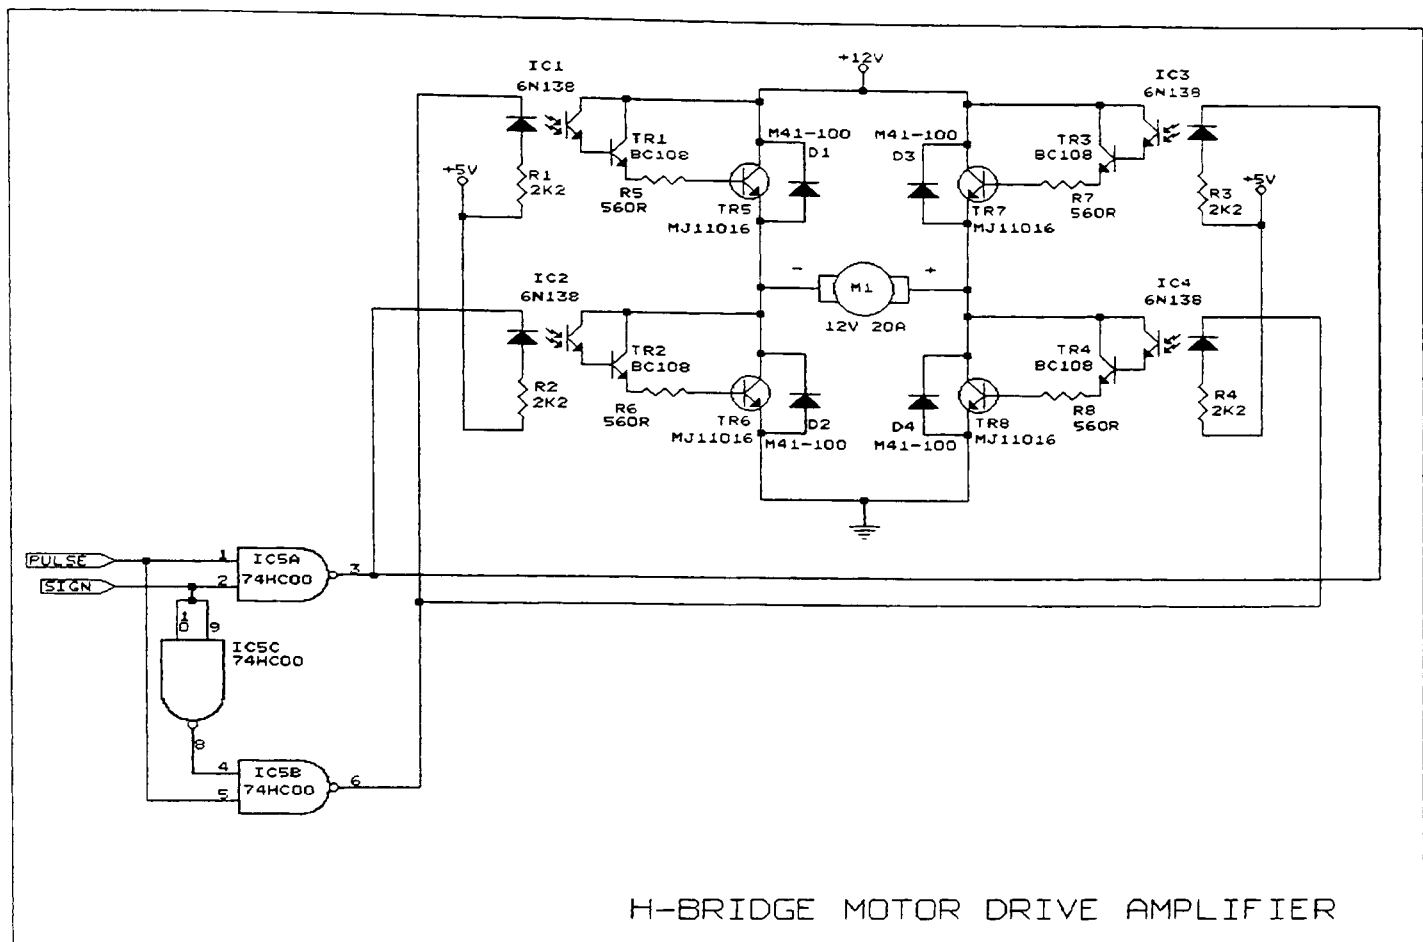 +12V
IC1
6N138
IC3
6N138
TR1
BC108
M41-100
D1
M41-100
D3
TR3
BC108
+5V
R1
2K2
R5
560R
TR5
MJ11016
TR7
MJ11016
R7
560R
R3
2K2
+5V
IC2
6N138
-
M1
+
12V 20A
IC4
6N138
TR2
BC108
TR4
BC108
R2
2K2
R6
560R
TR6
MJ11016
D2
M41-100
D4
M41-100
TR8
MJ11016
R8
560R
R4
2K2
PULSE
1
IC5A
SIGN
2
74HC00
3
10
9
IC5C
74HC00
8
4
IC5B
5
74HC00
6
H-BRIDGE MOTOR DRIVE AMPLIFIER